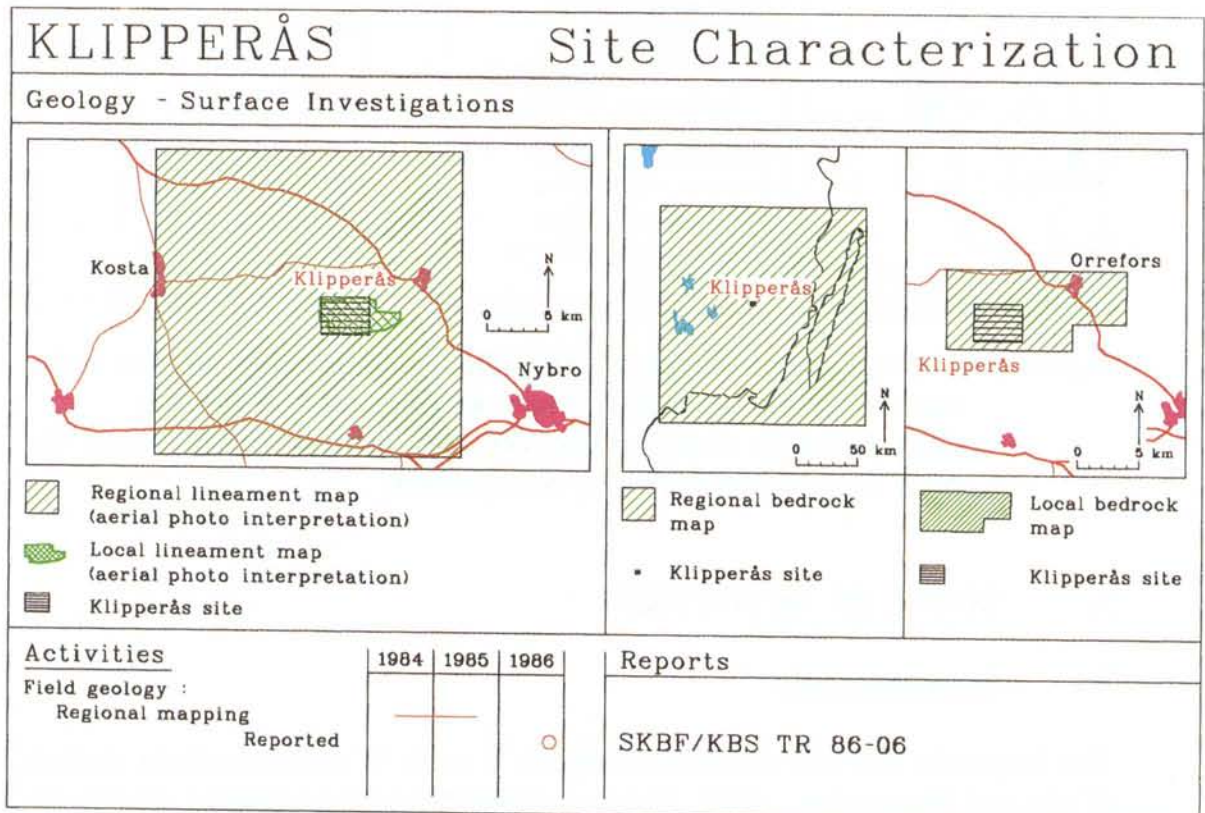 KLIPPERÅS Site Characterization
Geology - Surface Investigations
Kosta
Klipperås
N
0 5 km
Nybro
Klipperås
N
0 50 km
Orrefors
Klipperås
N
0 5 km
Regional lineament map
(aerial photo interpretation)
Local lineament map
(aerial photo interpretation)
Klipperås site
Regional bedrock
map
Klipperås site
Local bedrock
map
Klipperås site
Activities
1984 1985 1986
Field geology :
Regional mapping
Reported
Reports
SKBF/KBS TR 86-06